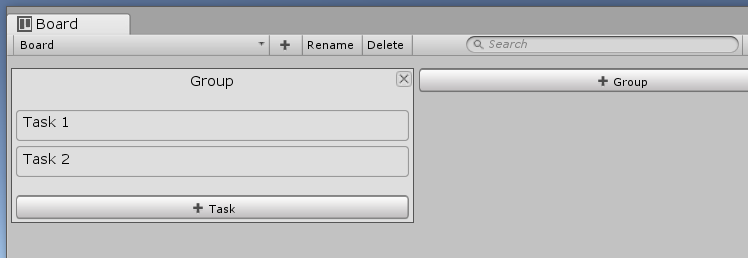 Board
Board
Rename
Delete
Search
Group
Group
Task 1
Task 2
Task